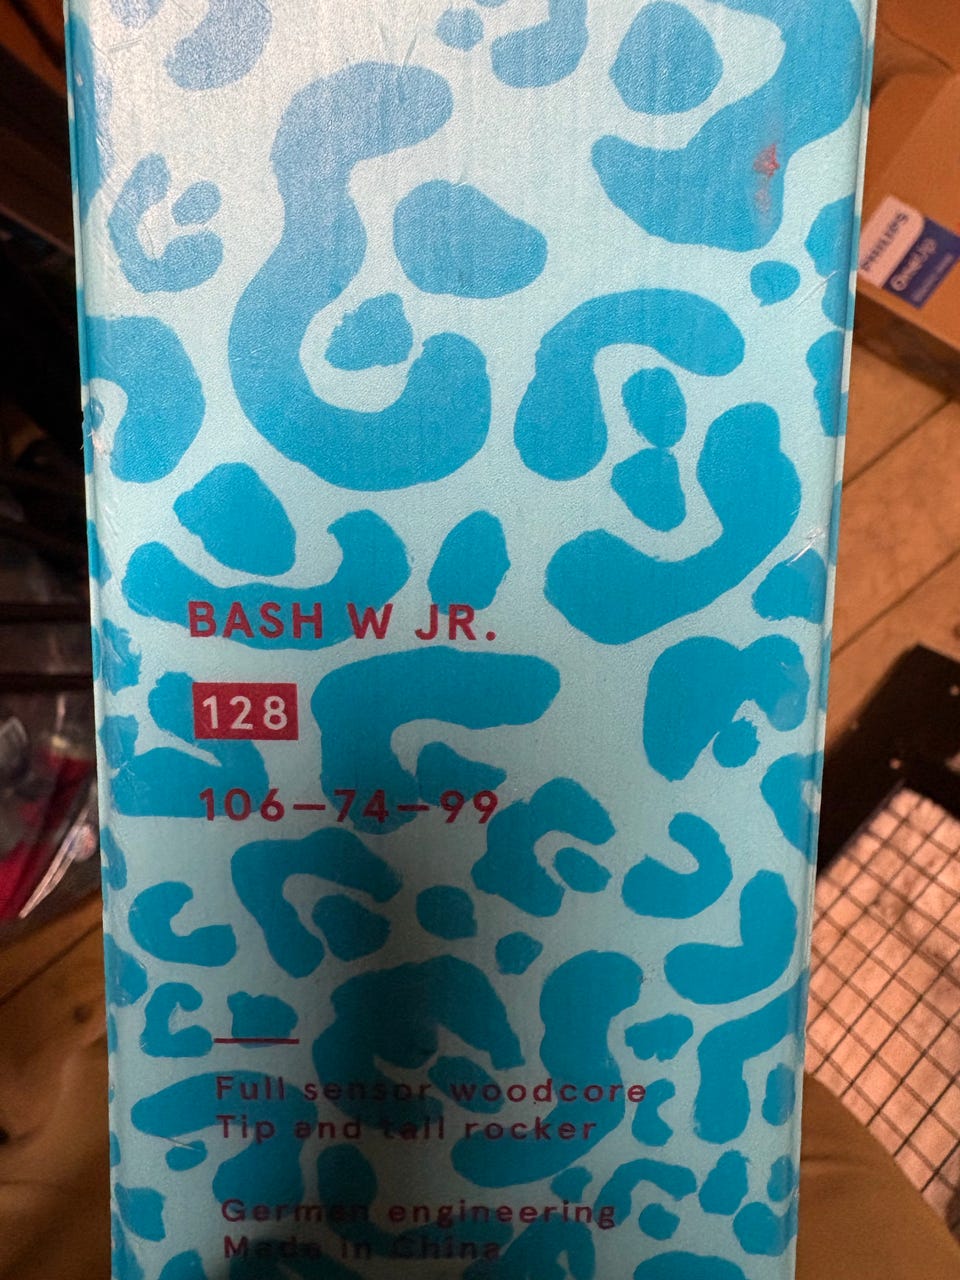 BASH W JR.
128
106—74—99
Full sensor woodcore
Tip and tail rocker
German engineering
Made in China